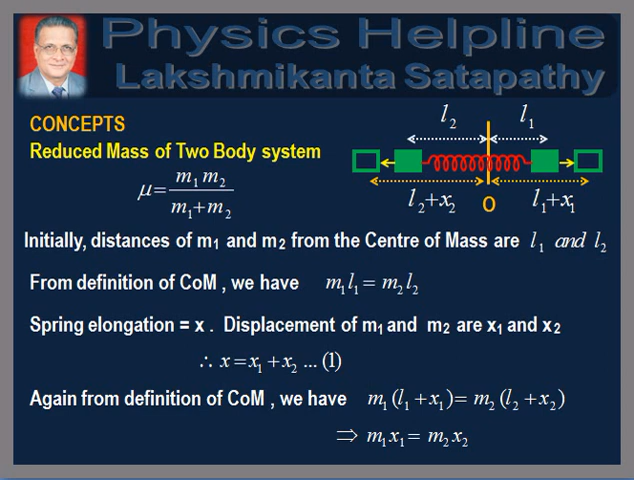 Physics Helpline
Lakshmikanta Satapathy
CONCEPTS
Reduced Mass of Two Body system
μ = m₁ m₂ / m₁ + m₂
l₂ l₁
l₂+x₂ O l₁+x₁
Initially, distances of m₁ and m₂ from the Centre of Mass are l₁ and l₂
From definition of CoM , we have m₁l₁ = m₂l₂
Spring elongation = x . Displacement of m₁ and m₂ are x₁ and x₂
∴ x = x₁ + x₂ ... (1)
Again from definition of CoM , we have m₁(l₁ + x₁) = m₂(l₂ + x₂)
⇒ m₁x₁ = m₂x₂